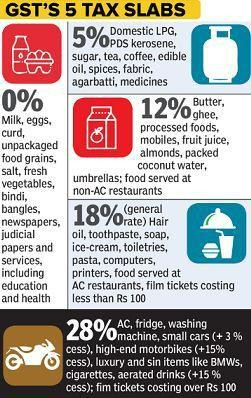 GST'S 5 TAX SLABS
0%
Milk, eggs,
curd,
unpackaged
food grains,
salt, fresh
vegetables,
bindi,
bangles,
newspapers,
judicial
papers and
services,
including
education
and health
5% Domestic LPG,
PDS kerosene,
sugar, tea, coffee, edible
oil, spices, fabric,
agarbatti, medicines
12% Butter,
ghee,
processed foods,
mobiles, fruit juice,
almonds, packed
coconut water,
umbrellas; food served at
non-AC restaurants
18% (general
rate) Hair
oil, toothpaste, soap,
ice-cream, toiletries,
pasta, computers,
printers, food served at
AC restaurants, film tickets costing
less than Rs 100
28% AC, fridge, washing
machine, small cars (+ 3 %
cess), high-end motorbikes (+15%
cess), luxury and sin items like BMWs,
cigarettes, aerated drinks (+15 %
cess); fim tickets costing over Rs 100